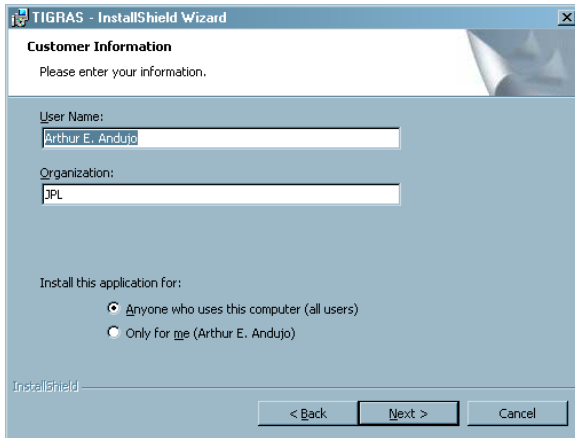 TIGRAS - InstallShield Wizard
Customer Information
Please enter your information.
User Name:
Arthur E. Andujo
Organization:
JPL
Install this application for:
Anyone who uses this computer (all users)
Only for me (Arthur E. Andujo)
InstallShield
< Back Next > Cancel